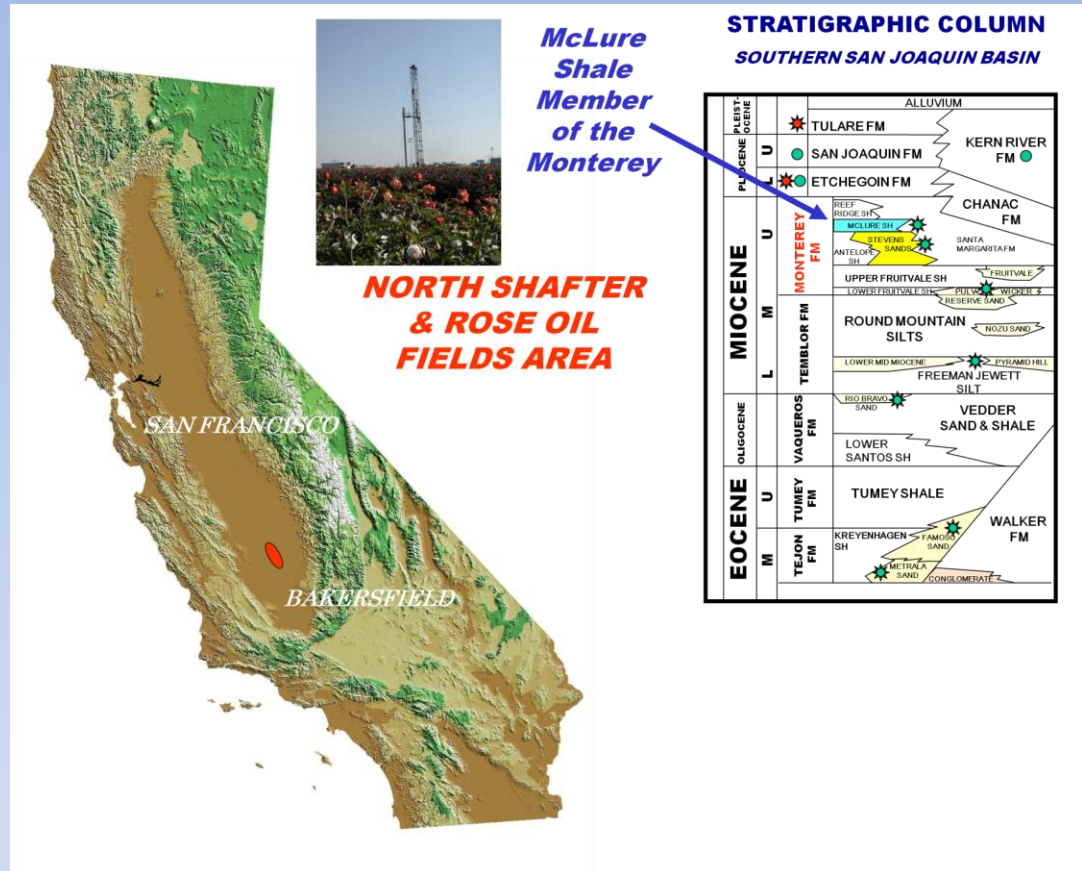 McLure
Shale
Member
of the
Monterey
NORTH SHAFTER
& ROSE OIL
FIELDS AREA
SAN FRANCISCO
BAKERSFIELD
STRATIGRAPHIC COLUMN
SOUTHERN SAN JOAQUIN BASIN
PLEIST-
OCENE
PLIOCENE
U
L
MIOCENE
U
M
L
OLIGOCENE
EOCENE
U
M
MONTEREY
FM
TEMBLOR FM
VAQUEROS
FM
TUMEY
FM
TEJON
FM
ALLUVIUM
TULARE FM
SAN JOAQUIN FM
KERN RIVER
FM
ETCHEGOIN FM
CHANAC
FM
REEF
RIDGE SH
MCLURE SH
STEVENS
SANDS
ANTELOPE
SH
SANTA
MARGARITA FM
UPPER FRUITVALE SH
FRUITVALE
LOWER FRUITVALE SH
PULV
WICKER
RESERVE SAND
ROUND MOUNTAIN
SILTS
NOZU SAND
LOWER MID MIOCENE
PYRAMID HILL
FREEMAN JEWETT
SILT
RIO BRAVO
SAND
VEDDER
SAND & SHALE
LOWER
SANTOS SH
TUMEY SHALE
KREYENHAGEN
SH
FAMOSO
SAND
WALKER
FM
METRALA
SAND
CONGLOMERATE